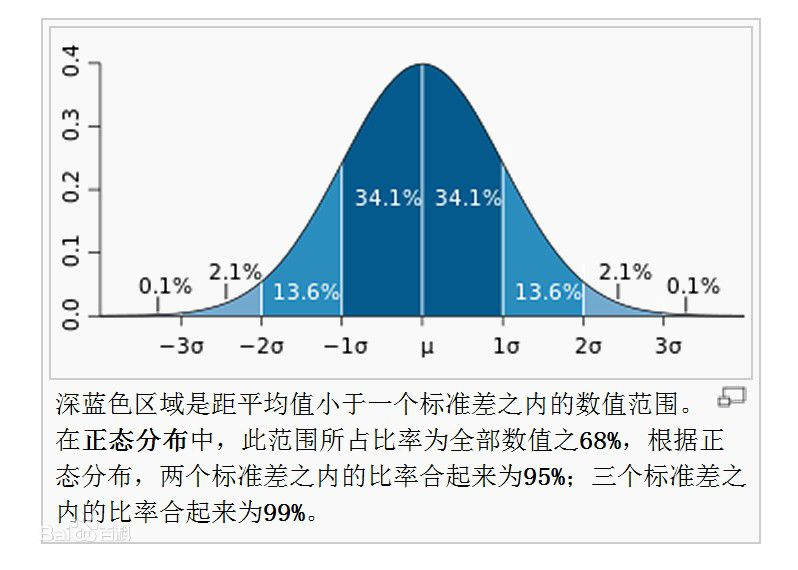 0.4
0.3
0.2
0.1
0.0
34.1% 34.1%
0.1% 2.1% 13.6% 13.6% 2.1% 0.1%
−3σ −2σ −1σ μ 1σ 2σ 3σ
深蓝色区域是距平均值小于一个标准差之内的数值范围。
在正态分布中，此范围所占比率为全部数值之68%，根据正
态分布，两个标准差之内的比率合起来为95%；三个标准差之
内的比率合起来为99%。
Bai du 百科